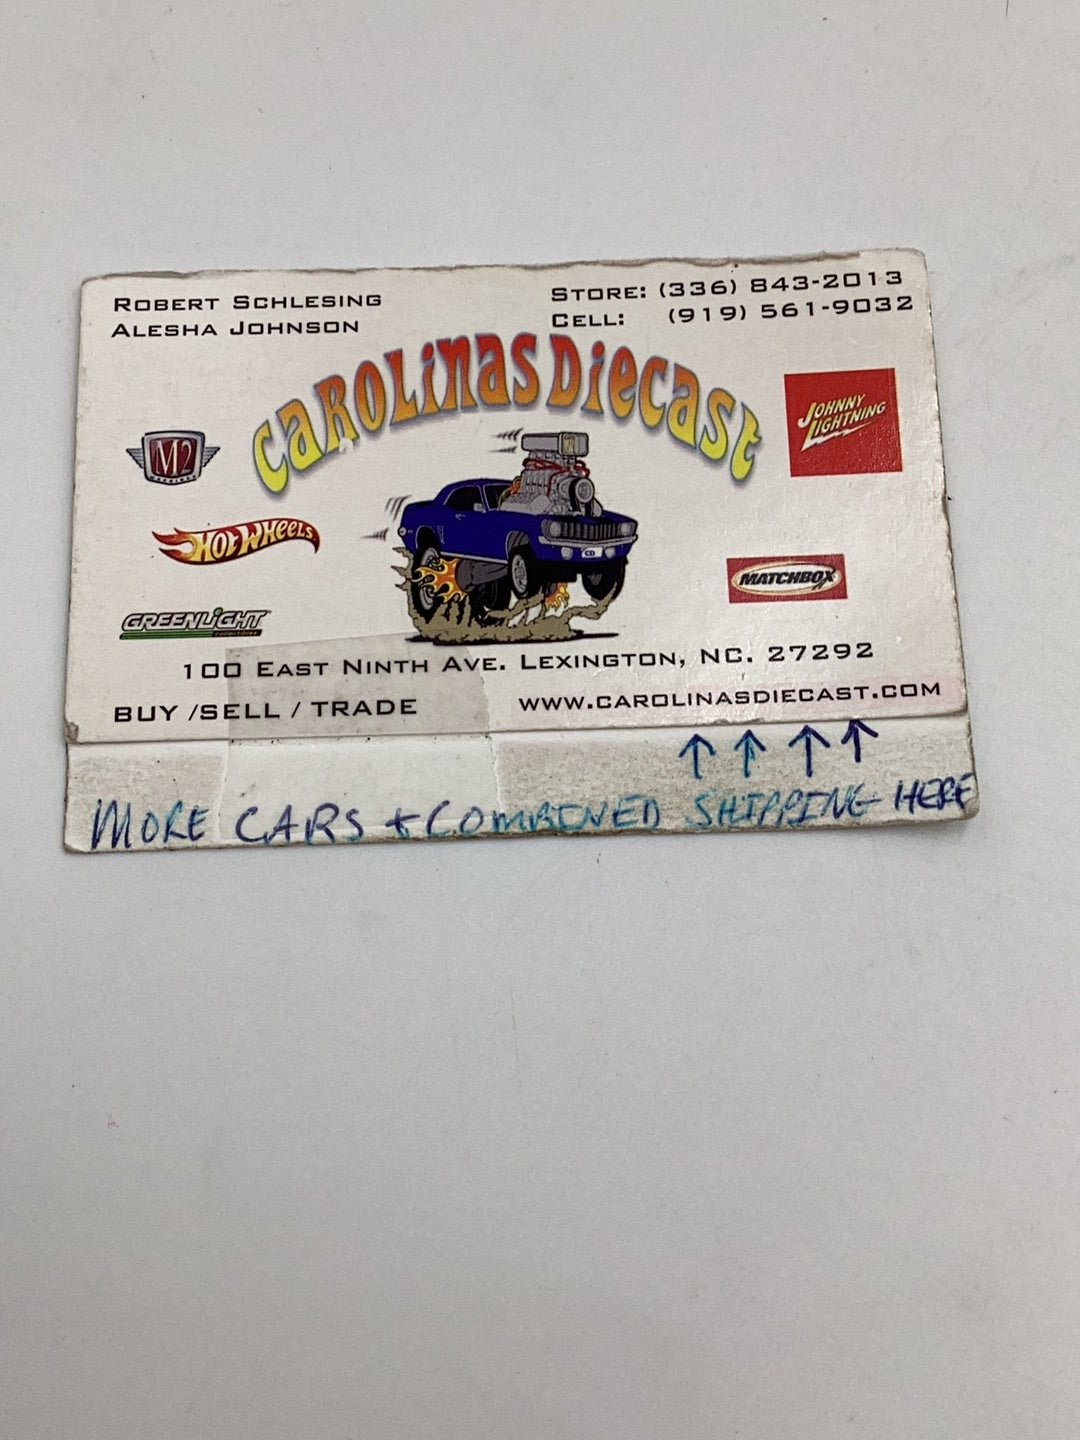 ROBERT SCHLESING
ALESHA JOHNSON
STORE: (336) 843-2013
CELL: (919) 561-9032
CAROLINAS DIECAST
JOHNNY LIGHTNING
M2
MACHINES
HOT WHEELS
CD
MATCHBOX
GREENLIGHT
100 EAST NINTH AVE. LEXINGTON, NC. 27292
BUY /SELL / TRADE
WWW.CAROLINASDIECAST.COM
↑ ↑ ↑ ↑
MORE CARS + COMBINED SHIPPING HERE